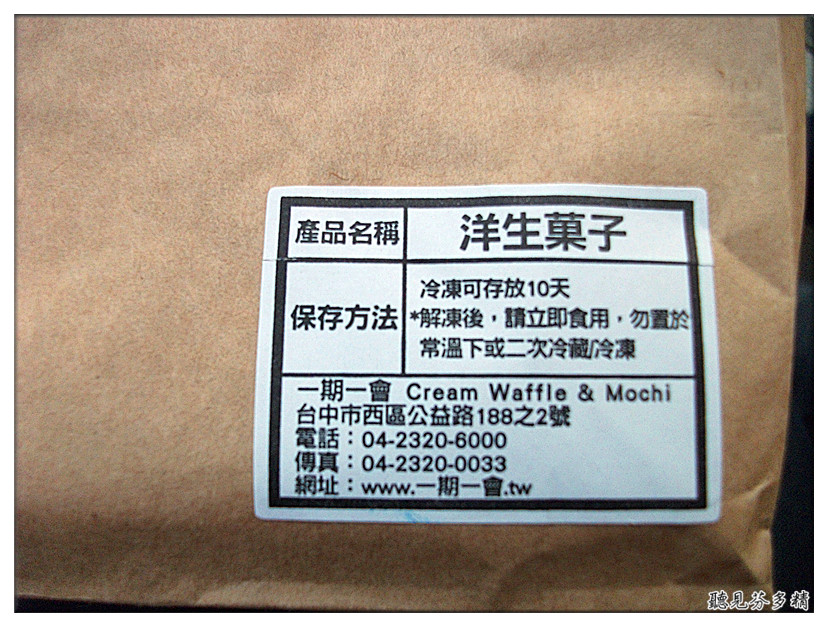 產品名稱 洋生菓子
保存方法
冷凍可存放10天
*解凍後，請立即食用，勿置於
常溫下或二次冷藏/冷凍
一期一會 Cream Waffle & Mochi
台中市西區公益路188之2號
電話：04-2320-6000
傳真：04-2320-0033
網址：www.一期一會.tw
聽見芬多精